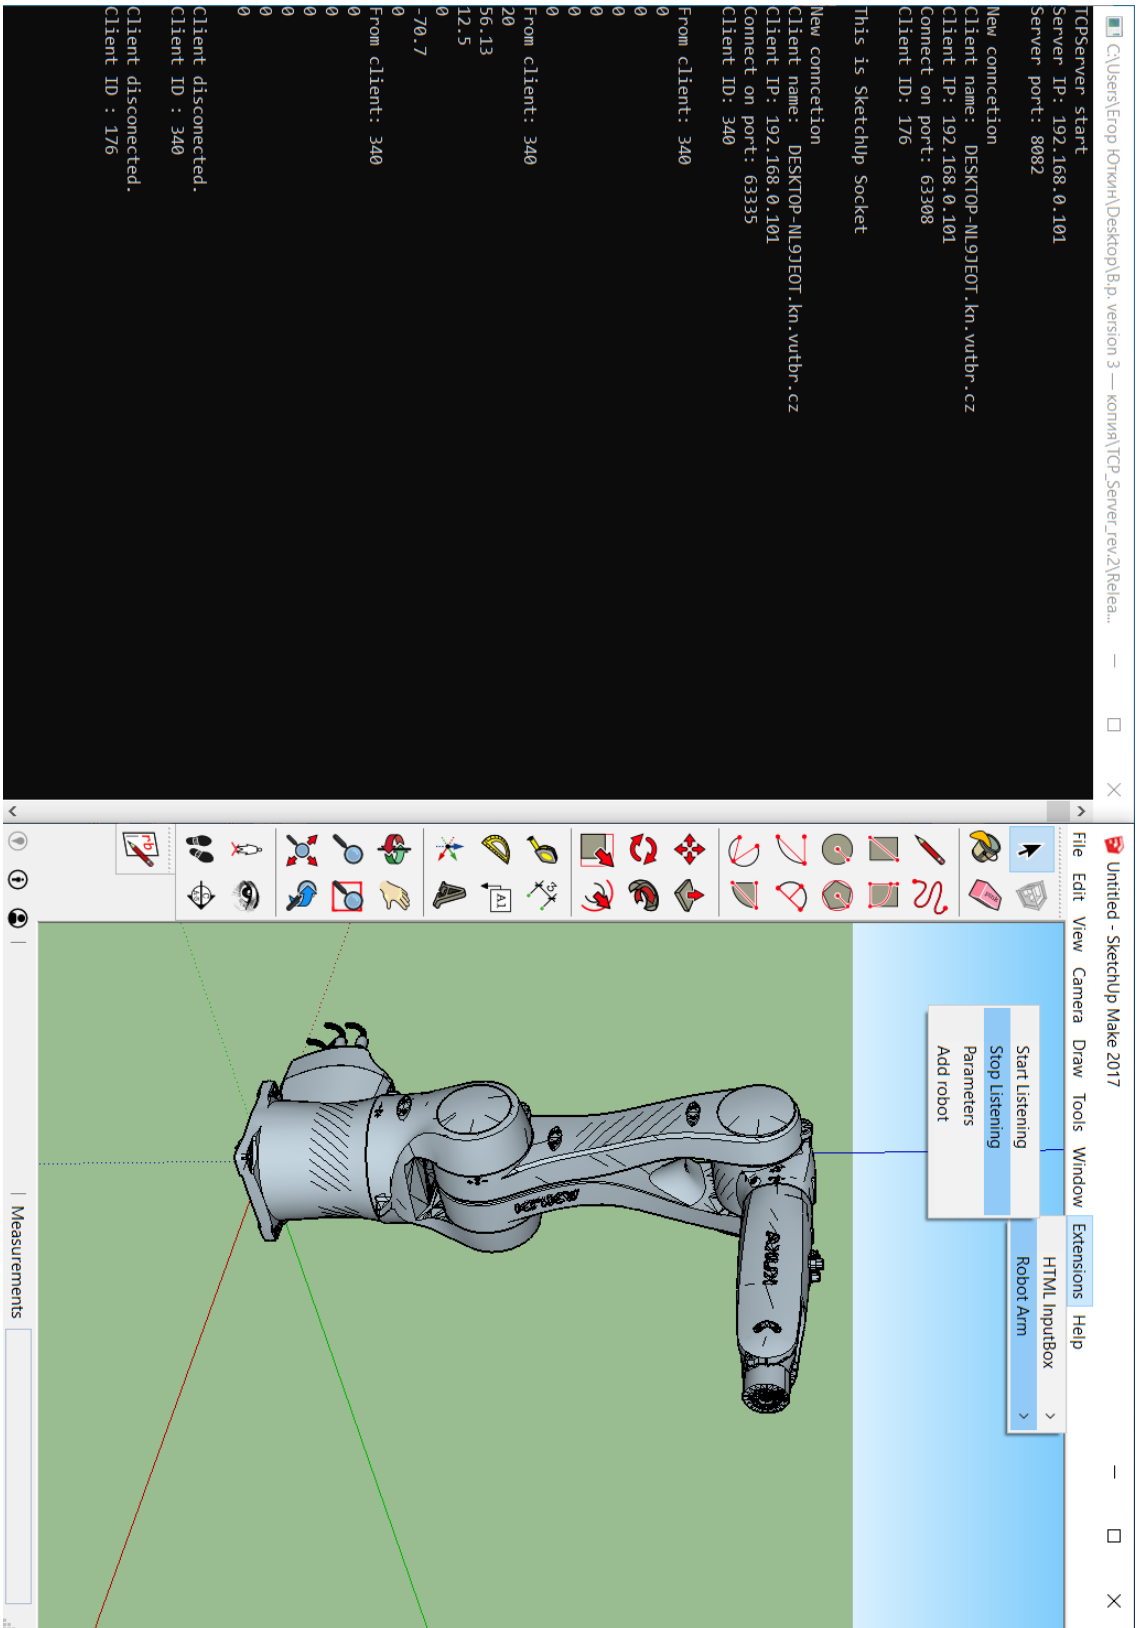 C:\Users\Егор Юткин\Desktop\B.p. version 3 — копия\TCP_Server_rev.2\Relea...
TCPServer start
Server IP: 192.168.0.101
Server port: 8082
New conncetion
Client name: DESKTOP-NL9JEOT.kn.vutbr.cz
Client IP: 192.168.0.101
Connect on port: 63308
Client ID: 176
This is SketchUp Socket
New conncetion
Client name: DESKTOP-NL9JEOT.kn.vutbr.cz
Client IP: 192.168.0.101
Connect on port: 63335
Client ID: 340
From client: 340
0
0
0
0
0
0
From client: 340
20
56.13
12.5
0
-70.7
0
From client: 340
0
0
0
0
0
0
Client disconected.
Client ID : 340
Client disconected.
Client ID : 176
Untitled - SketchUp Make 2017
File Edit View Camera Draw Tools Window Extensions Help
HTML InputBox
Robot Arm
Start Listening
Stop Listening
Parameters
Add robot
A1
Measurements